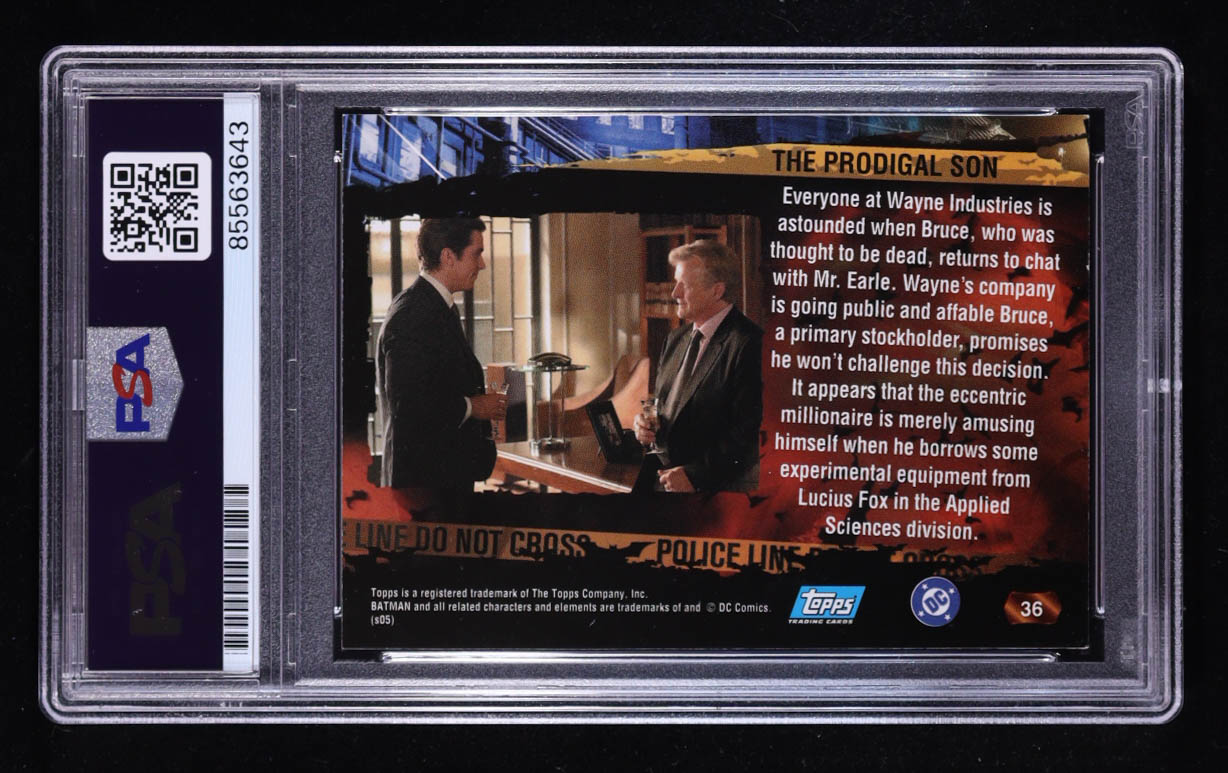 85563643
PSA
PSA
PSA
THE PRODIGAL SON
Everyone at Wayne Industries is
astounded when Bruce, who was
thought to be dead, returns to chat
with Mr. Earle. Wayne's company
is going public and affable Bruce,
a primary stockholder, promises
he won't challenge this decision.
It appears that the eccentric
millionaire is merely amusing
himself when he borrows some
experimental equipment from
Lucius Fox in the Applied
Sciences division.
E LINE DO NOT CROSS POLICE LINE DO NOT CROSS
Topps is a registered trademark of The Topps Company, Inc.
BATMAN and all related characters and elements are trademarks of and © DC Comics.
(s05)
Topps
TRADING CARDS
DC
36